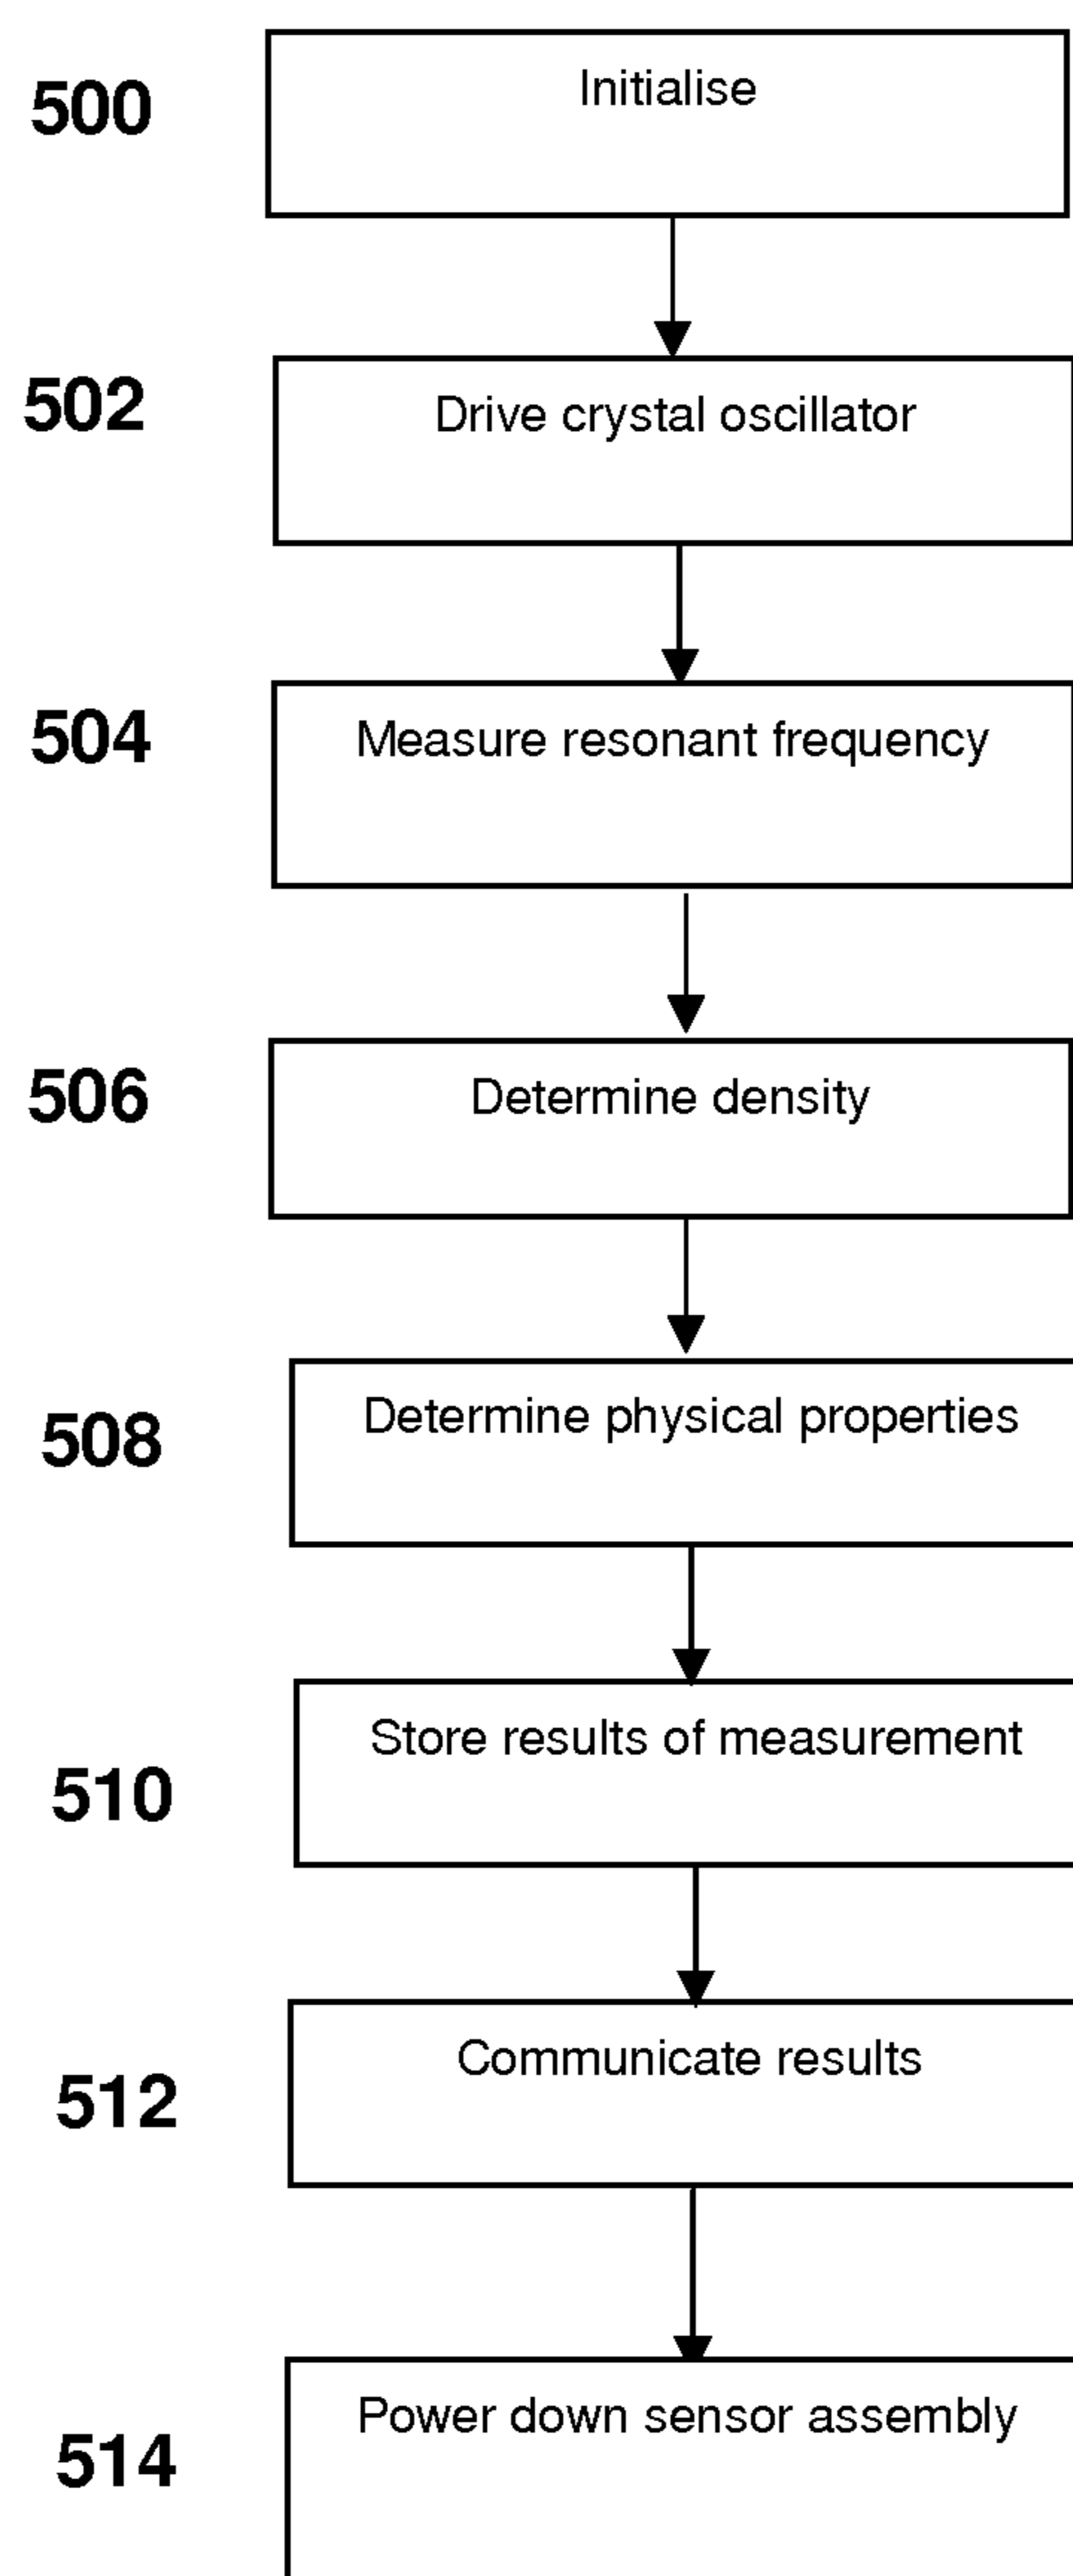 500
Initialise
502
Drive crystal oscillator
504
Measure resonant frequency
506
Determine density
508
Determine physical properties
510
Store results of measurement
512
Communicate results
514
Power down sensor assembly